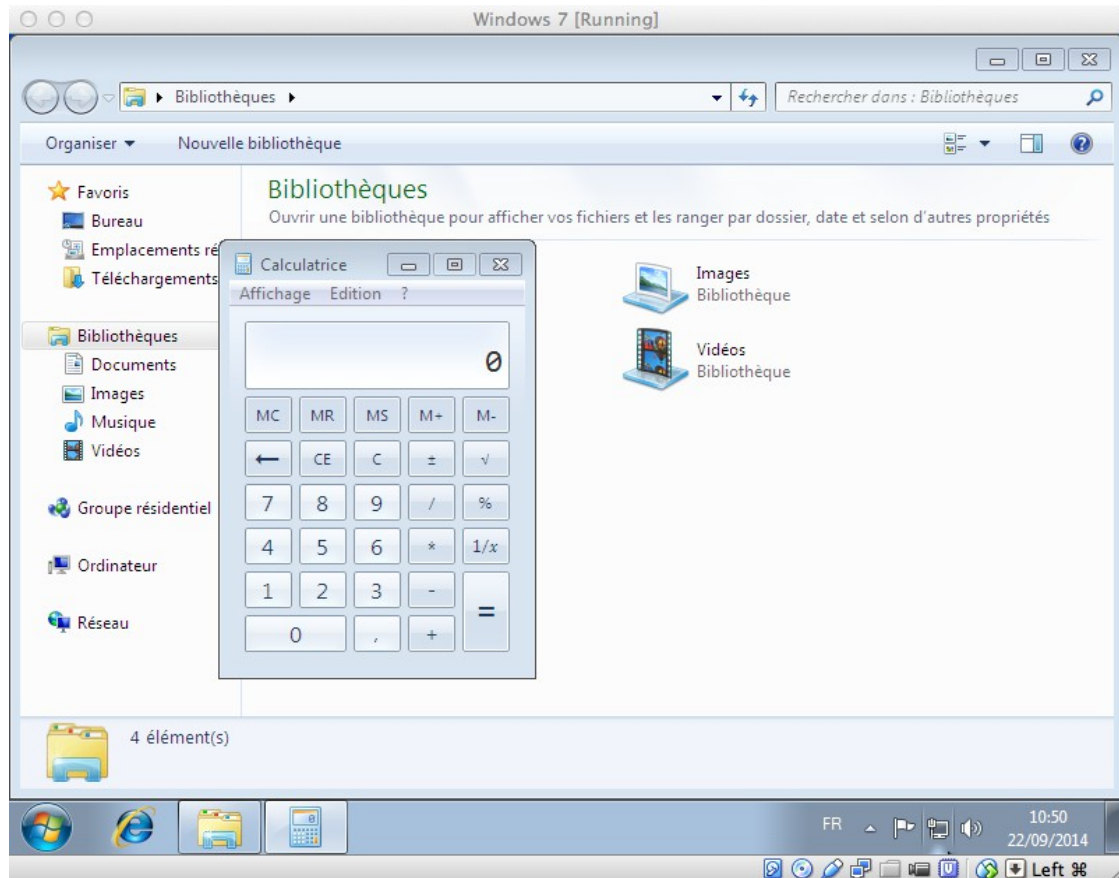 Windows 7 [Running]
Bibliothèques
Rechercher dans : Bibliothèques
Organiser Nouvelle bibliothèque
Favoris
Bureau
Emplacements ré
Téléchargements
Bibliothèques
Documents
Images
Musique
Vidéos
Groupe résidentiel
Ordinateur
Réseau
Bibliothèques
Ouvrir une bibliothèque pour afficher vos fichiers et les ranger par dossier, date et selon d'autres propriétés
Images
Bibliothèque
Vidéos
Bibliothèque
Calculatrice
Affichage Edition ?
0
MC MR MS M+ M-
← CE C ± √
7 8 9 / %
4 5 6 * 1/x
1 2 3 - =
0 , +
4 élément(s)
FR 10:50
22/09/2014
Left ⌘